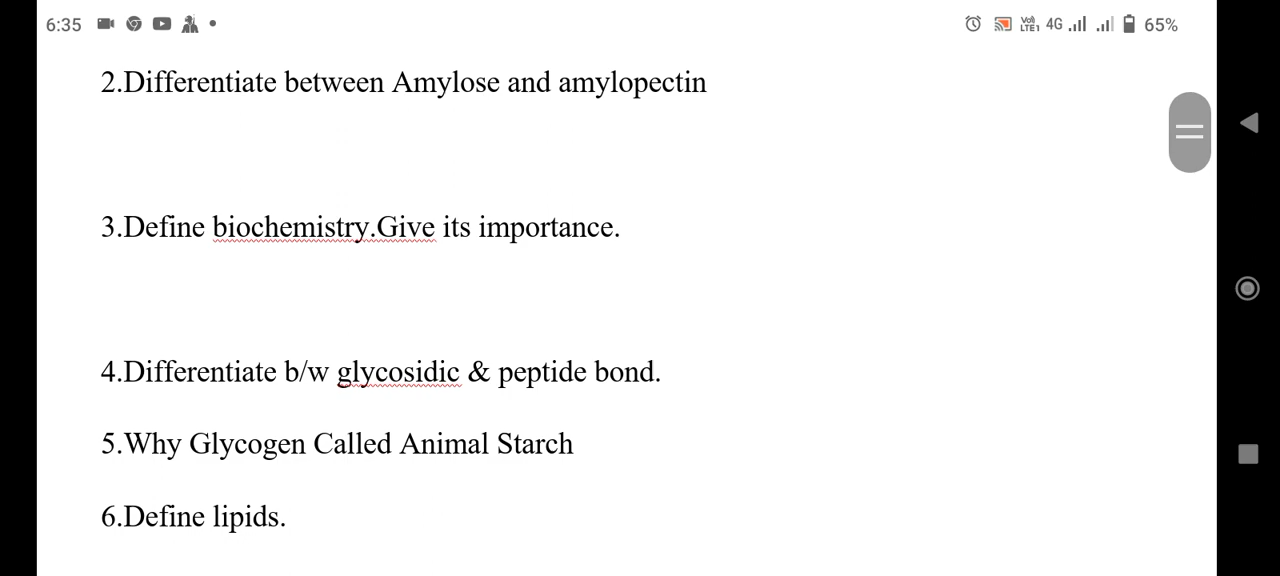 6:35
VoLTE1 4G 65%
2.Differentiate between Amylose and amylopectin
3.Define biochemistry.Give its importance.
4.Differentiate b/w glycosidic & peptide bond.
5.Why Glycogen Called Animal Starch
6.Define lipids.